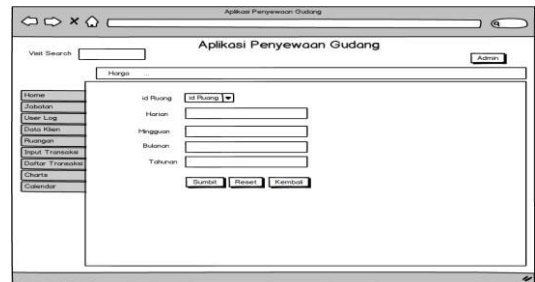 Aplikasi Penyewaan Gudang
Aplikasi Penyewaan Gudang
Visit Search
Admin
Harga ...
Home
Jabatan
User Log
Data Klien
Ruangan
Input Transaksi
Daftar Transaksi
Charts
Calendar
id Ruang id Ruang
Harian
Mingguan
Bulanan
Tahunan
Sumbit Reset Kembali